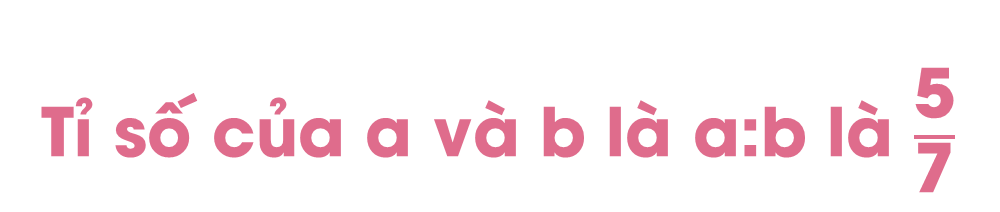 Tỉ số của a và b là a:b là 5/7